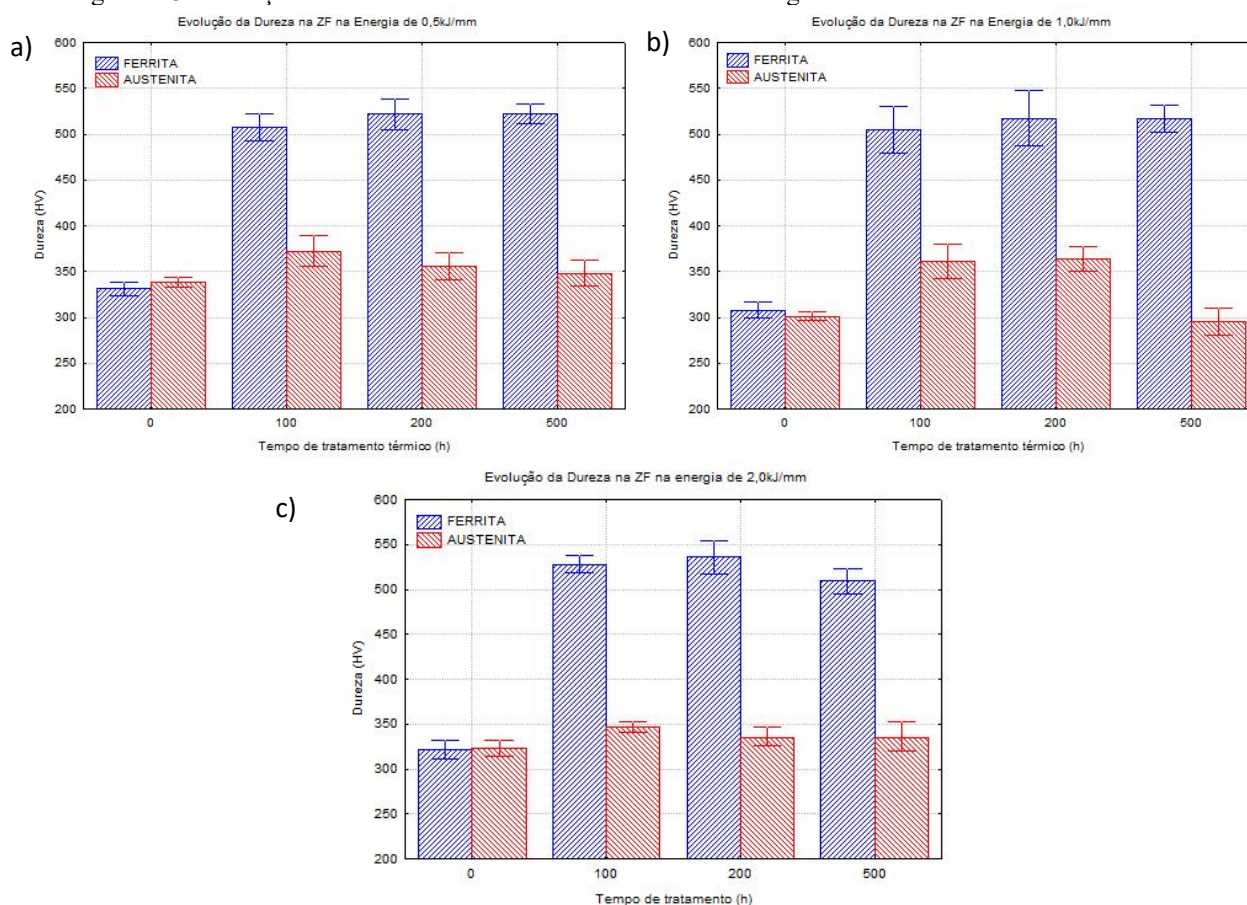 Evolução da Dureza na ZF na Energia de 0,5kJ/mm
a)
600
550
500
450
400
350
300
250
200
Dureza (HV)
FERRITA
AUSTENITA
0 100 200 500
Tempo de tratamento térmico (h)
Evolução da Dureza na ZF na Energia de 1,0kJ/mm
b)
600
550
500
450
400
350
300
250
200
Dureza (HV)
FERRITA
AUSTENITA
0 100 200 500
Tempo de tratamento térmico (h)
Evolução da Dureza na ZF na energia de 2,0kJ/mm
c)
600
550
500
450
400
350
300
250
200
Dureza (HV)
FERRITA
AUSTENITA
0 100 200 500
Tempo de tratamento (h)